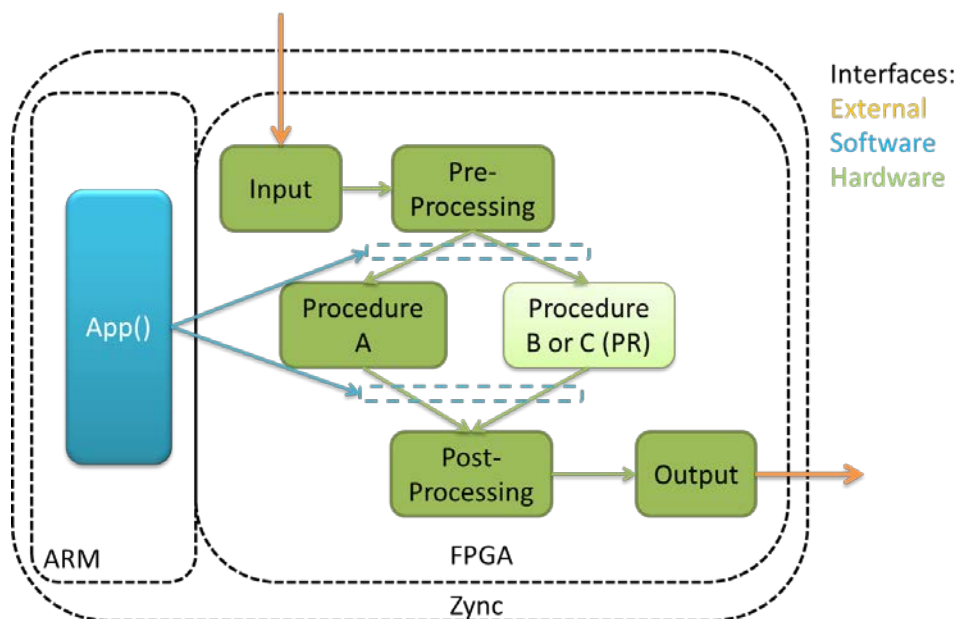 Interfaces:
External
Software
Hardware
Input
Pre-
Processing
App()
Procedure
A
Procedure
B or C (PR)
Post-
Processing
Output
ARM
FPGA
Zync